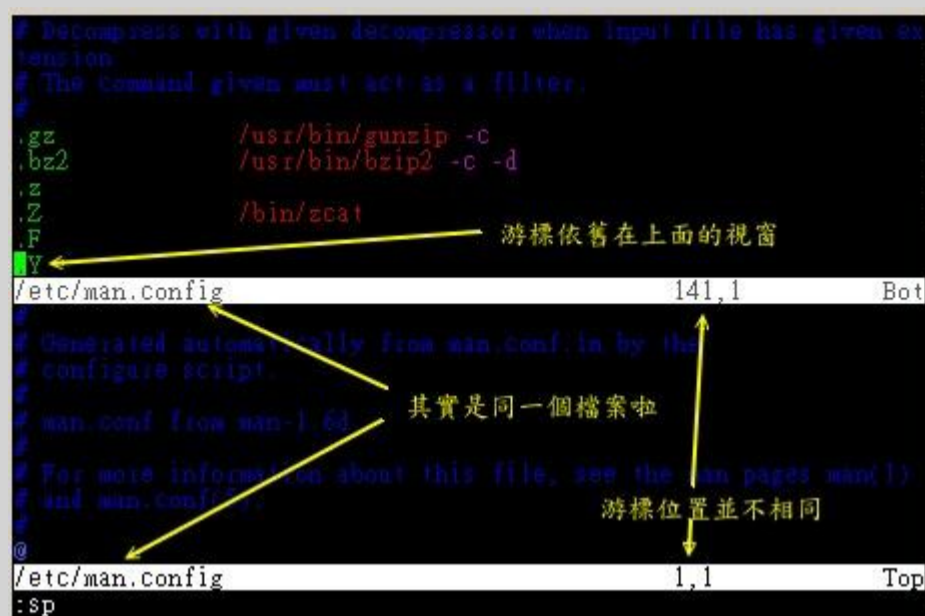 # Decompress with given decompressor when input file has given ex
tension
# The command given must act as a filter.
#
.gz /usr/bin/gunzip -c
.bz2 /usr/bin/bzip2 -c -d
.z
.Z /bin/zcat
.F
.Y
游標依舊在上面的視窗
/etc/man.config 141,1 Bot
#
# Generated automatically from man.conf.in by the
# configure script.
#
# man.conf from man-1.6d
其實是同一個檔案啦
#
# For more information about this file, see the man pages man(1)
# and man.conf(5).
游標位置並不相同
#
@
/etc/man.config 1,1 Top
:sp